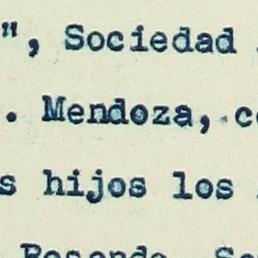 ", Sociedad
. Mendoza, c
s hijos los